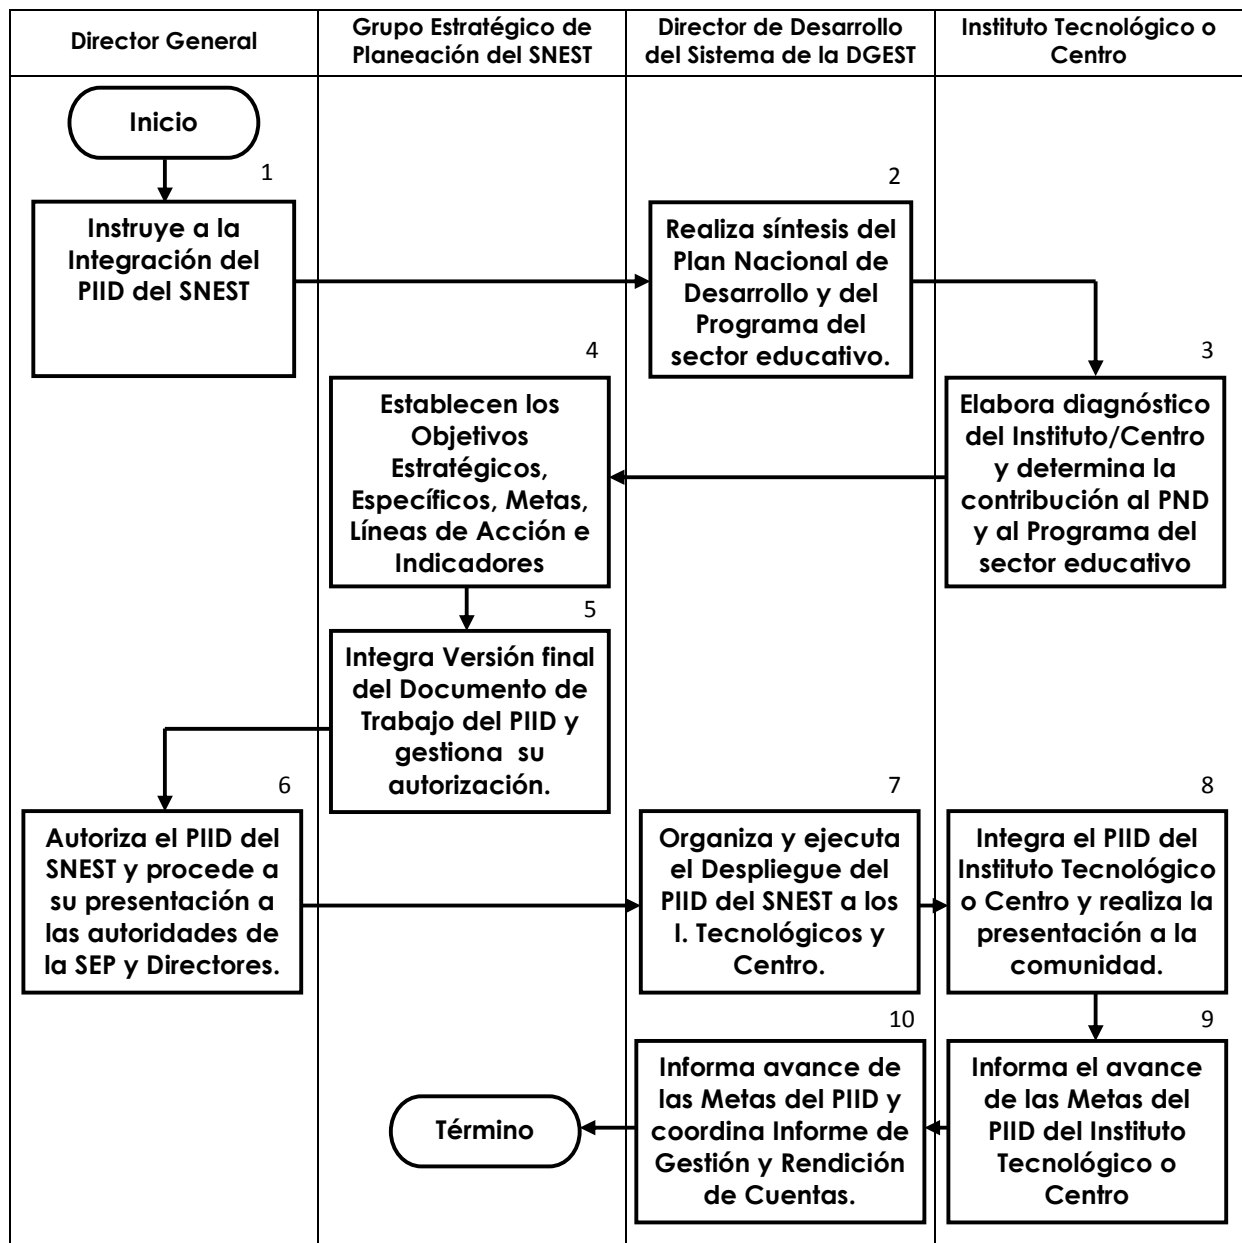 Director General
Grupo Estratégico de
Planeación del SNEST
Director de Desarrollo
del Sistema de la DGEST
Instituto Tecnológico o
Centro
Inicio
1
Instruye a la
Integración del
PIID del SNEST
2
Realiza síntesis del
Plan Nacional de
Desarrollo y del
Programa del
sector educativo.
3
Elabora diagnóstico
del Instituto/Centro
y determina la
contribución al PND
y al Programa del
sector educativo
4
Establecen los
Objetivos
Estratégicos,
Específicos, Metas,
Líneas de Acción e
Indicadores
5
Integra Versión final
del Documento de
Trabajo del PIID y
gestiona su
autorización.
6
Autoriza el PIID del
SNEST y procede a
su presentación a
las autoridades de
la SEP y Directores.
7
Organiza y ejecuta
el Despliegue del
PIID del SNEST a los
I. Tecnológicos y
Centro.
8
Integra el PIID del
Instituto Tecnológico
o Centro y realiza la
presentación a la
comunidad.
9
Informa el avance
de las Metas del
PIID del Instituto
Tecnológico o
Centro
10
Informa avance de
las Metas del PIID y
coordina Informe de
Gestión y Rendición
de Cuentas.
Término